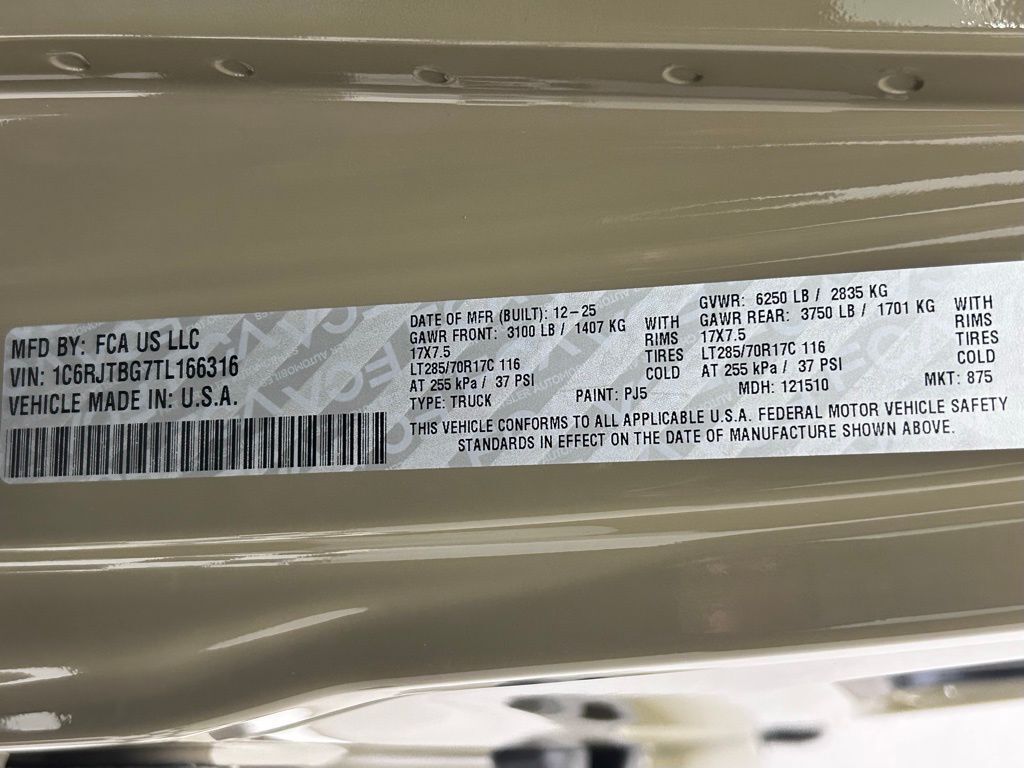 MFD BY: FCA US LLC
VIN: 1C6RJTBG7TL166316
VEHICLE MADE IN: U.S.A.
DATE OF MFR (BUILT): 12-25
GAWR FRONT: 3100 LB / 1407 KG WITH
17X7.5 RIMS
LT285/70R17C 116 TIRES
AT 255 kPa / 37 PSI COLD
TYPE: TRUCK PAINT: PJ5
GVWR: 6250 LB / 2835 KG
GAWR REAR: 3750 LB / 1701 KG WITH
17X7.5 RIMS
LT285/70R17C 116 TIRES
AT 255 kPa / 37 PSI COLD
MDH: 121510 MKT: 875
THIS VEHICLE CONFORMS TO ALL APPLICABLE U.S.A. FEDERAL MOTOR VEHICLE SAFETY
STANDARDS IN EFFECT ON THE DATE OF MANUFACTURE SHOWN ABOVE.